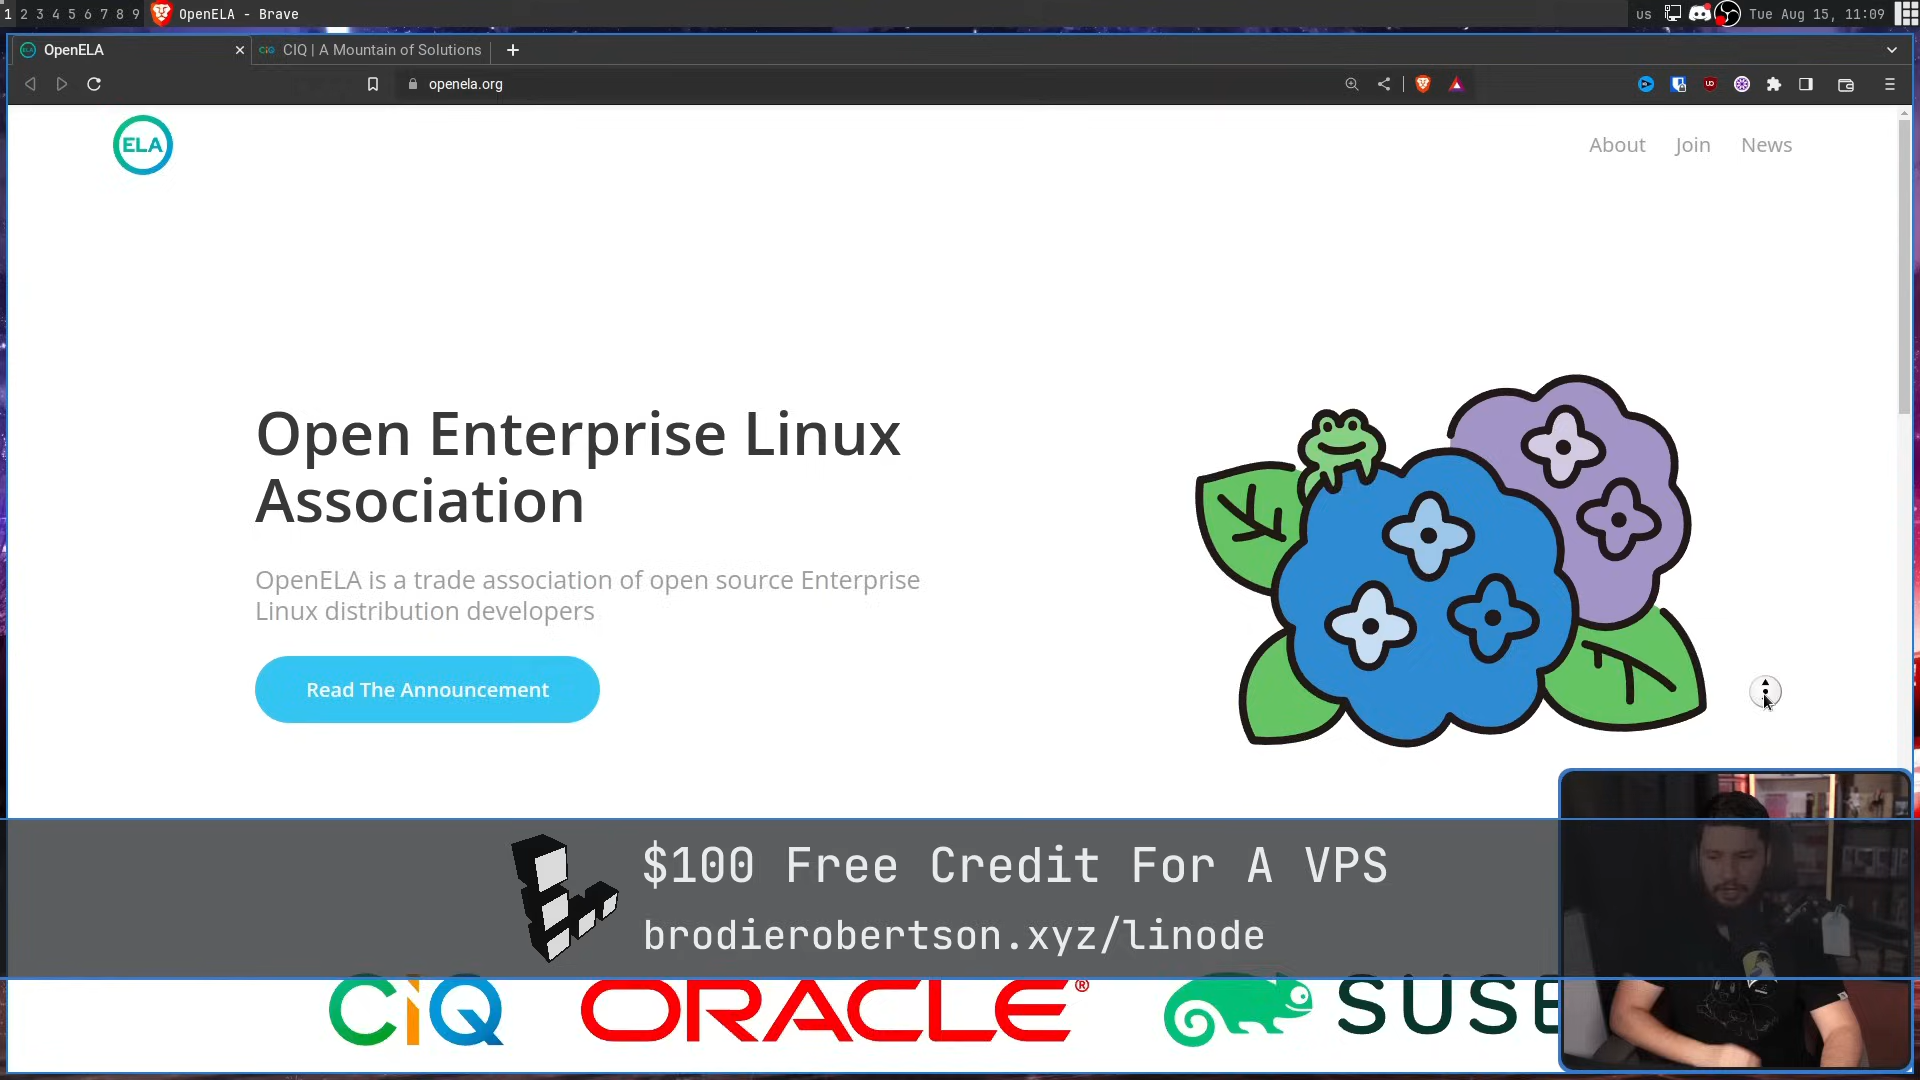 1 2 3 4 5 6 7 8 9 OpenELA - Brave
us Tue Aug 15, 11:09
OpenELA
CIQ | A Mountain of Solutions
openela.org
ELA
About Join News
Open Enterprise Linux
Association
OpenELA is a trade association of open source Enterprise
Linux distribution developers
Read The Announcement
$100 Free Credit For A VPS
brodierobertson.xyz/linode
CiQ ORACLE® SUSE